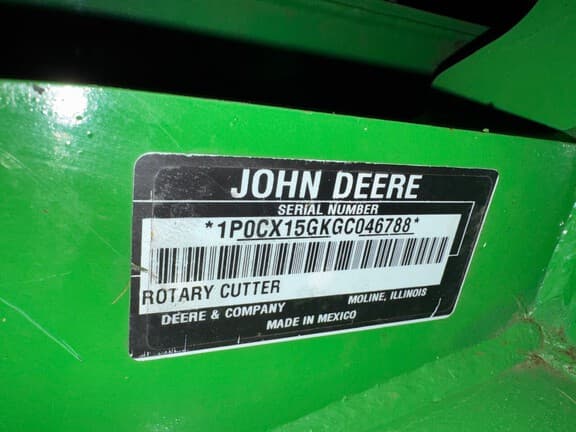 JOHN DEERE
SERIAL NUMBER
*1P0CX15GKGC046788*
ROTARY CUTTER
DEERE & COMPANY MOLINE, ILLINOIS
MADE IN MEXICO